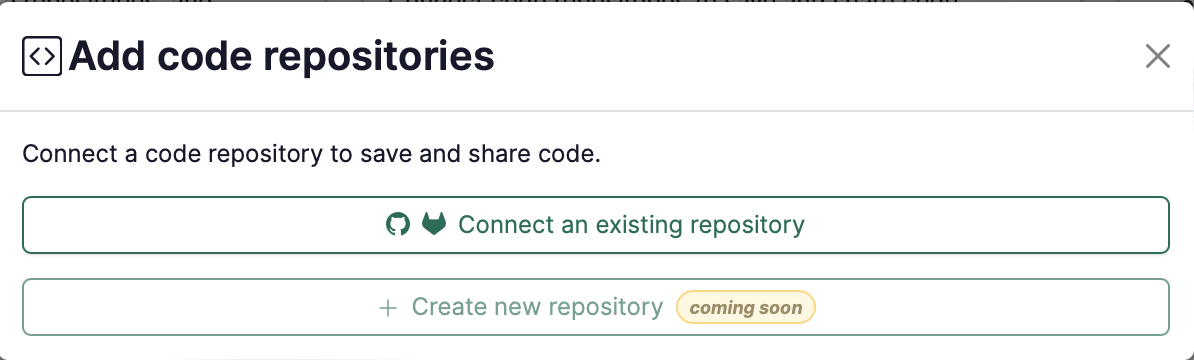 Add code repositories
Connect a code repository to save and share code.
Connect an existing repository
+ Create new repository coming soon